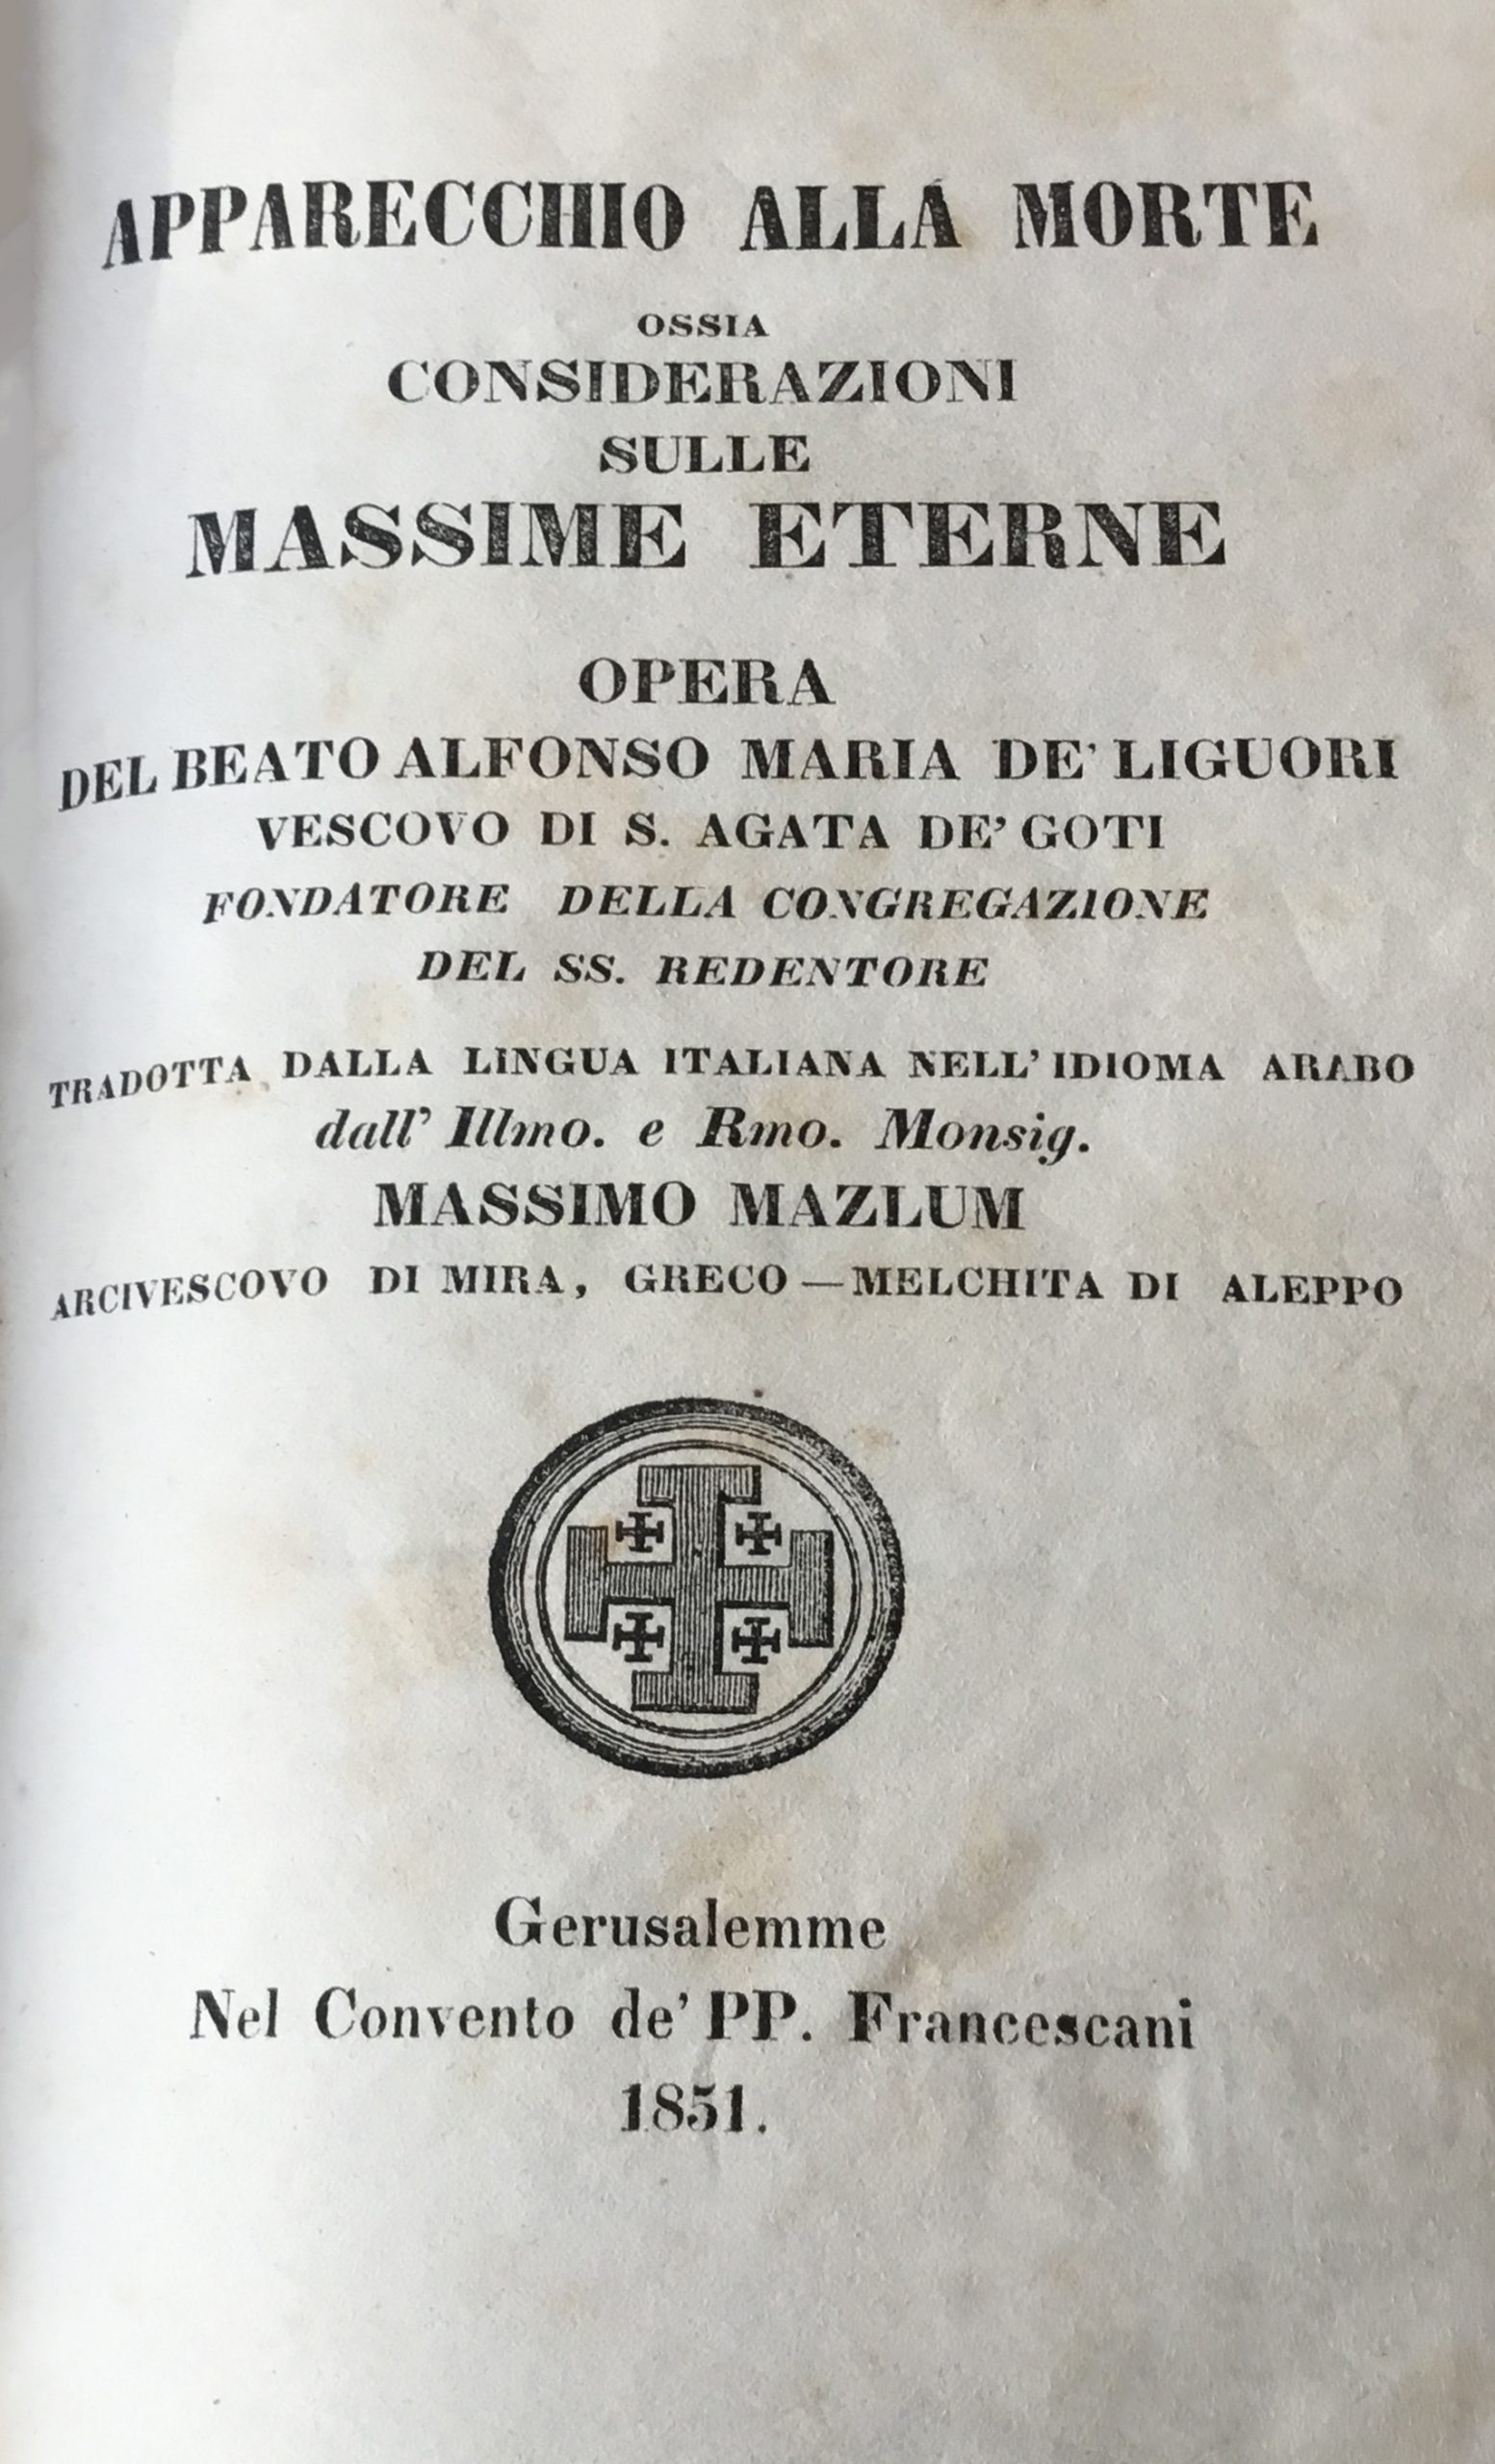 APPARECCHIO ALLA MORTE
OSSIA
CONSIDERAZIONI
SULLE
MASSIME ETERNE
OPERA
DEL BEATO ALFONSO MARIA DE' LIGUORI
VESCOVO DI S. AGATA DE' GOTI
FONDATORE DELLA CONGREGAZIONE
DEL SS. REDENTORE
TRADOTTA DALLA LINGUA ITALIANA NELL' IDIOMA ARABO
dall' Illmo. e Rmo. Monsig.
MASSIMO MAZLUM
ARCIVESCOVO DI MIRA, GRECO—MELCHITA DI ALEPPO
Gerusalemme
Nel Convento de' PP. Francescani
1851.